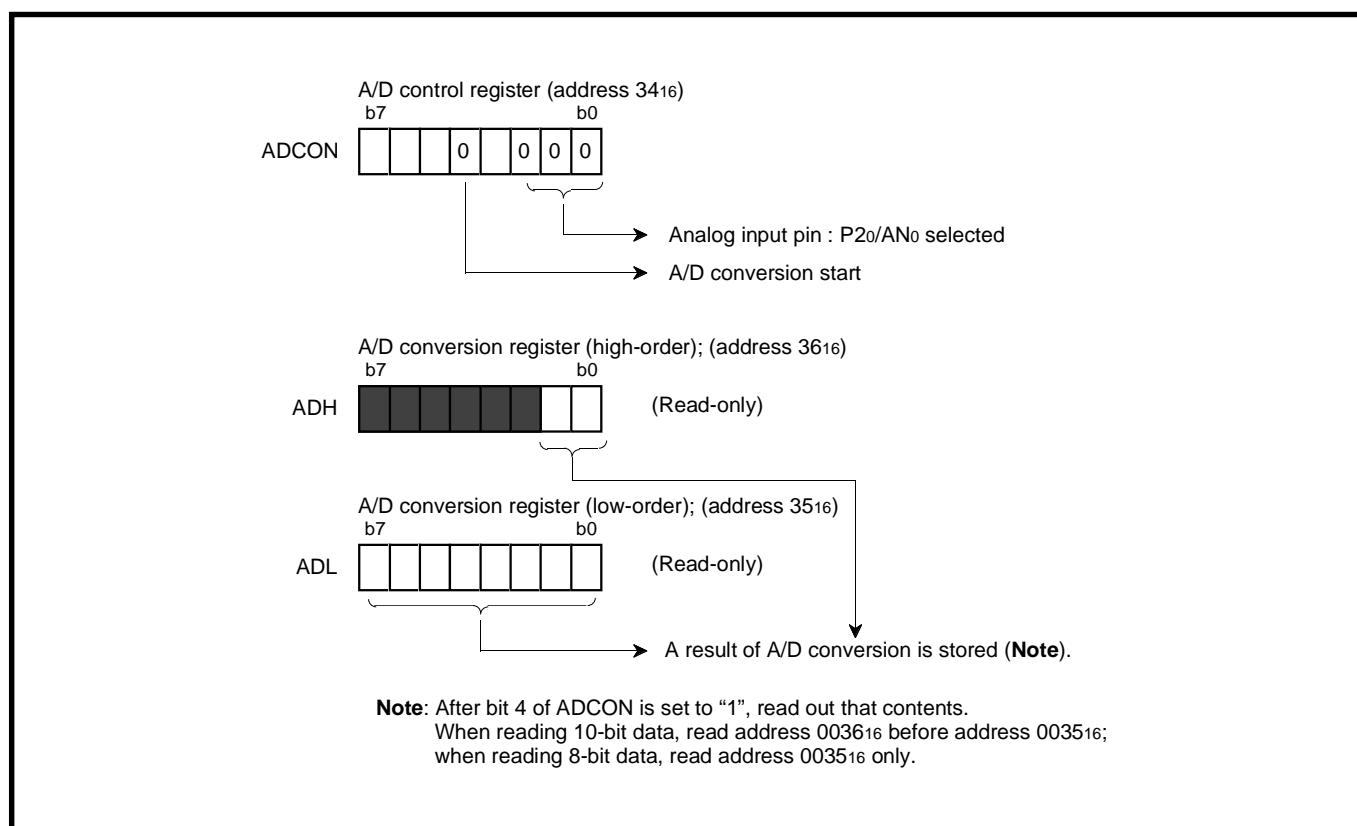 A/D control register (address 3416)
b7 b0
ADCON 0 0 0 0
Analog input pin : P20/AN0 selected
A/D conversion start
A/D conversion register (high-order); (address 3616)
b7 b0
ADH (Read-only)
A/D conversion register (low-order); (address 3516)
b7 b0
ADL (Read-only)
A result of A/D conversion is stored (Note).
Note: After bit 4 of ADCON is set to “1”, read out that contents.
When reading 10-bit data, read address 003616 before address 003516;
when reading 8-bit data, read address 003516 only.